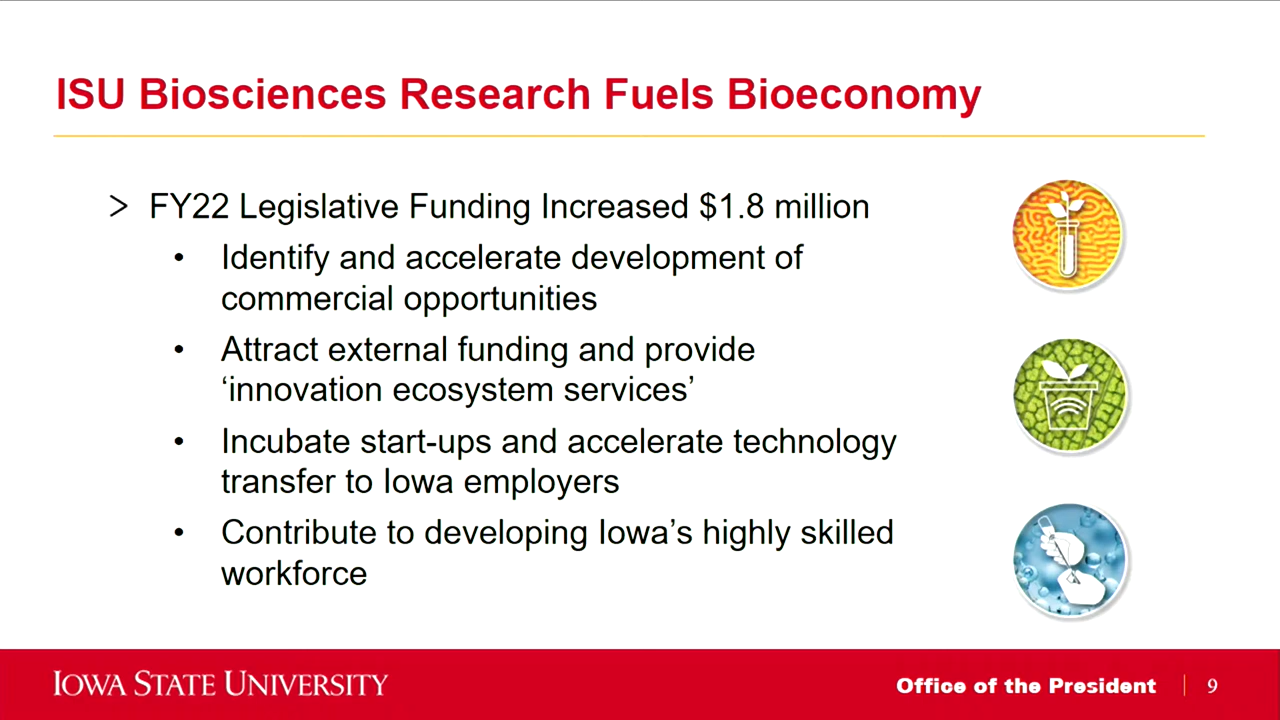 ISU Biosciences Research Fuels Bioeconomy
> FY22 Legislative Funding Increased $1.8 million
• Identify and accelerate development of
commercial opportunities
• Attract external funding and provide
‘innovation ecosystem services’
• Incubate start-ups and accelerate technology
transfer to Iowa employers
• Contribute to developing Iowa’s highly skilled
workforce
IOWA STATE UNIVERSITY
Office of the President | 9